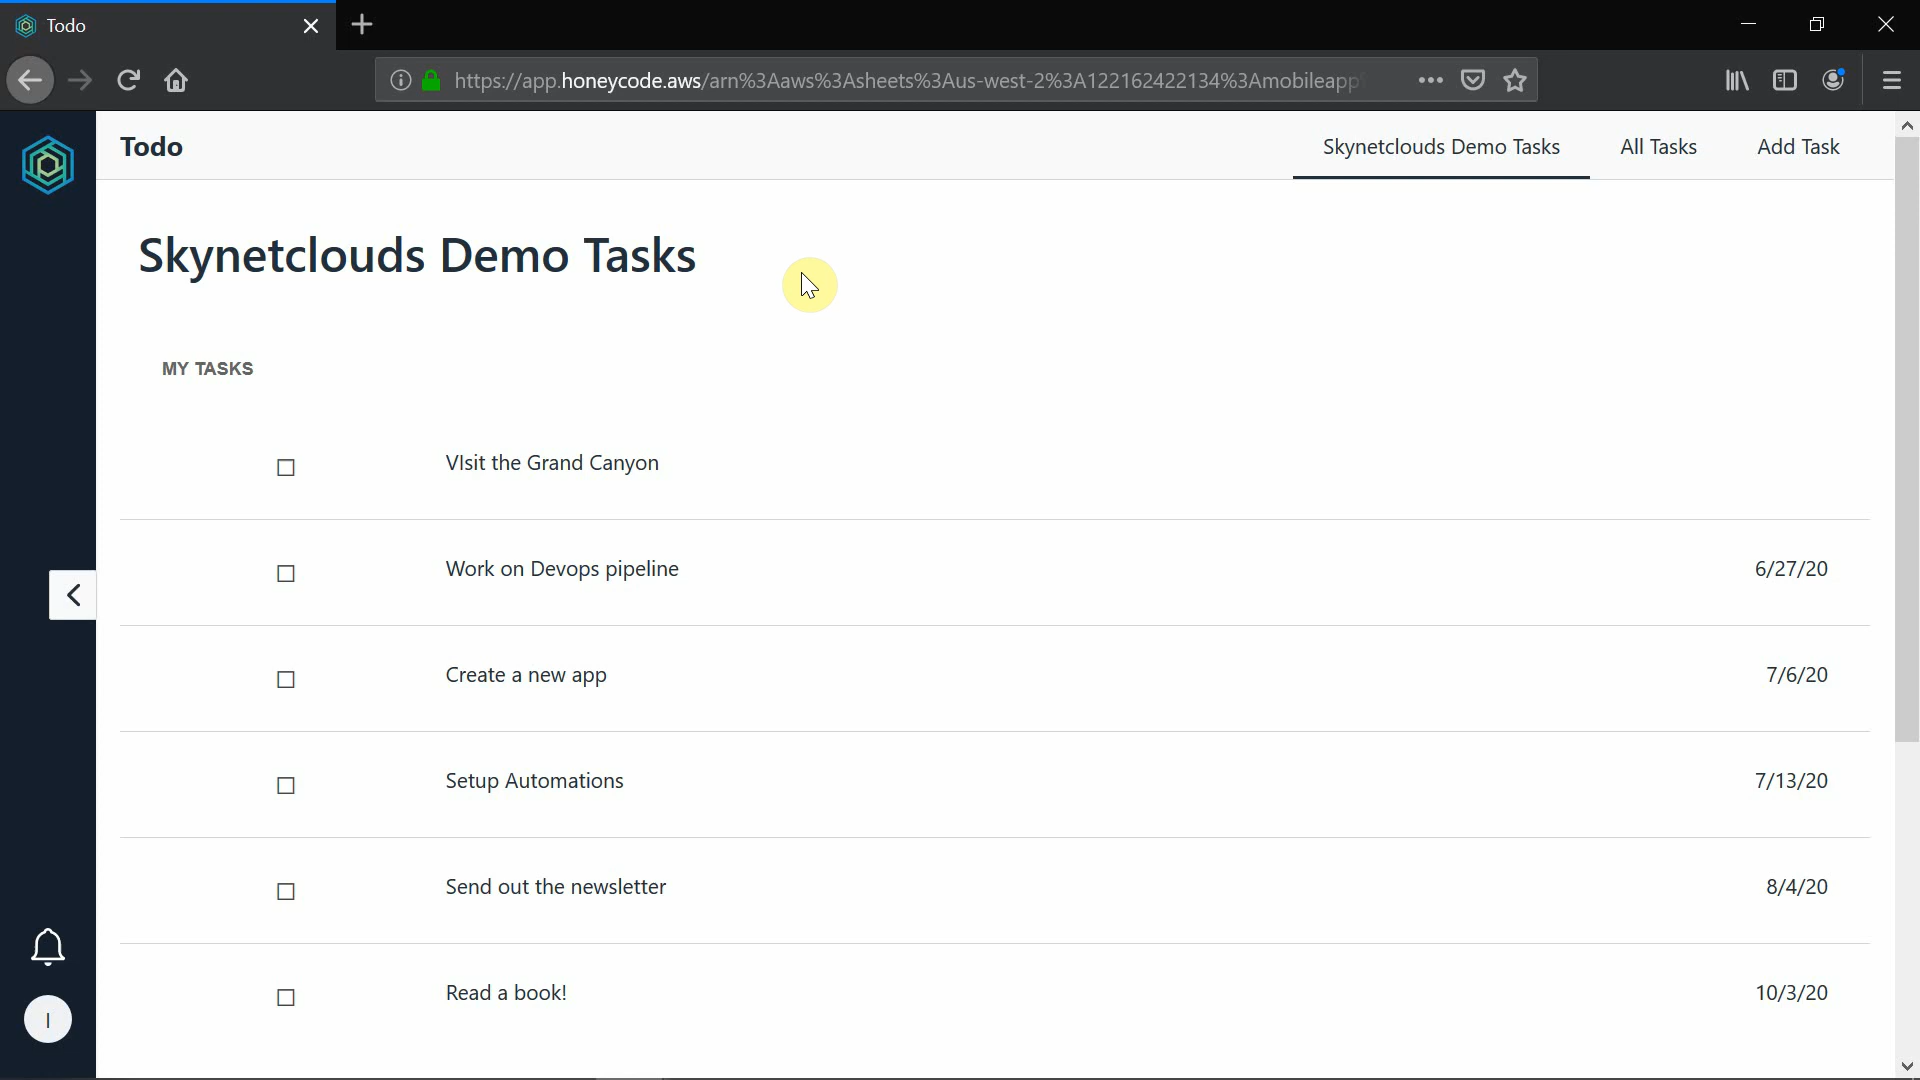 Todo
https://app.honeycode.aws/arn%3Aaws%3Asheets%3Aus-west-2%3A122162422134%3Amobileapp
Todo
Skynetclouds Demo Tasks
All Tasks
Add Task
Skynetclouds Demo Tasks
MY TASKS
VIsit the Grand Canyon
Work on Devops pipeline 6/27/20
Create a new app 7/6/20
Setup Automations 7/13/20
Send out the newsletter 8/4/20
Read a book! 10/3/20
I